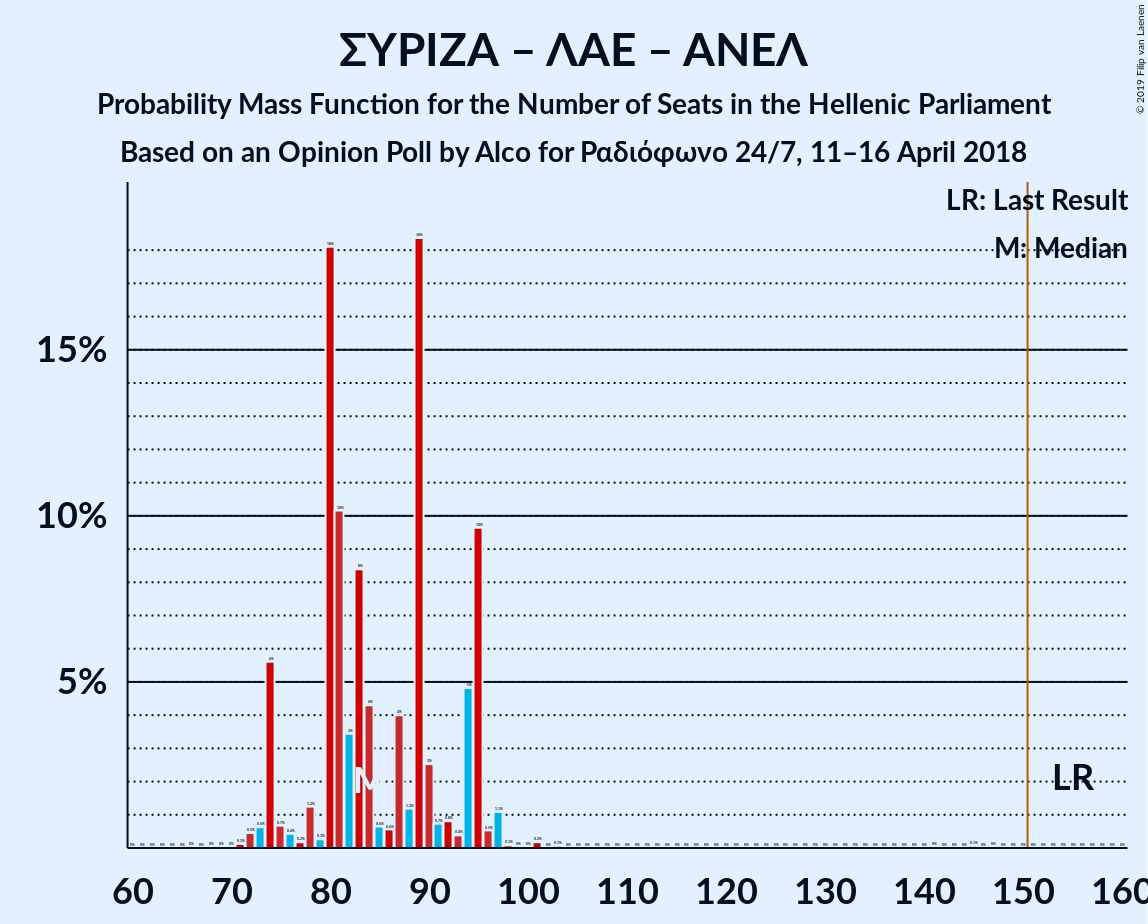 ΣΥΡΙΖΑ – ΛΑΕ – ΑΝΕΛ
Probability Mass Function for the Number of Seats in the Hellenic Parliament
Based on an Opinion Poll by Alco for Ραδιόφωνο 24/7, 11–16 April 2018
© 2019 Filip van Laenen
LR: Last Result
M: Median
15%
10%
5%
M
LR
60 70 80 90 100 110 120 130 140 150 160